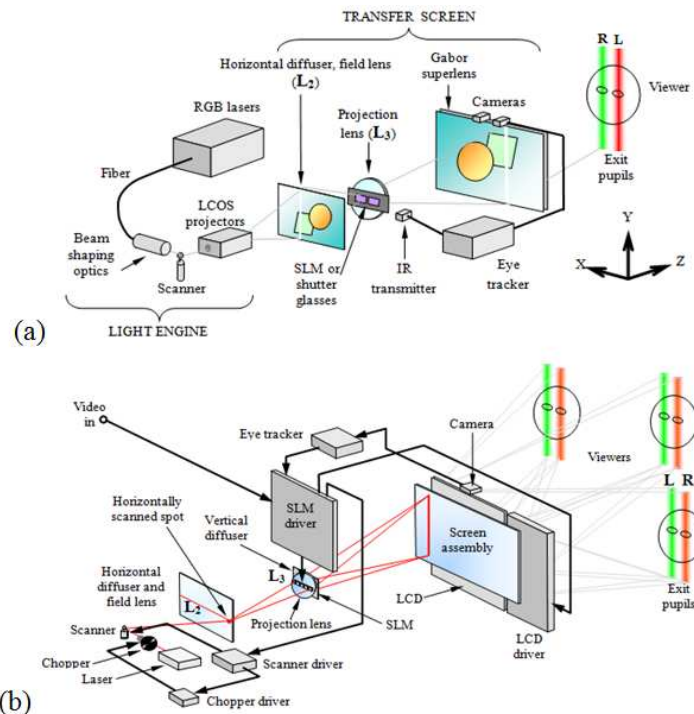 TRANSFER SCREEN
Horizontal diffuser, field lens
(L₂)
Gabor
superlens
Cameras
R L
Viewer
RGB lasers
Projection
lens (L₃)
Exit
pupils
Fiber
LCOS
projectors
Beam
shaping
optics
Scanner
SLM or
shutter
glasses
IR
transmitter
Eye
tracker
Y
X
Z
LIGHT ENGINE
(a)
Video
in
Eye tracker
Camera
Viewers
Horizontally
scanned spot
SLM
driver
L R
Vertical
diffuser
Screen
assembly
L₃
Horizontal
diffuser and
field lens
L₂
Projection lens
SLM
LCD
Exit
pupils
LCD
driver
Scanner
Chopper
Laser
Scanner driver
Chopper driver
(b)